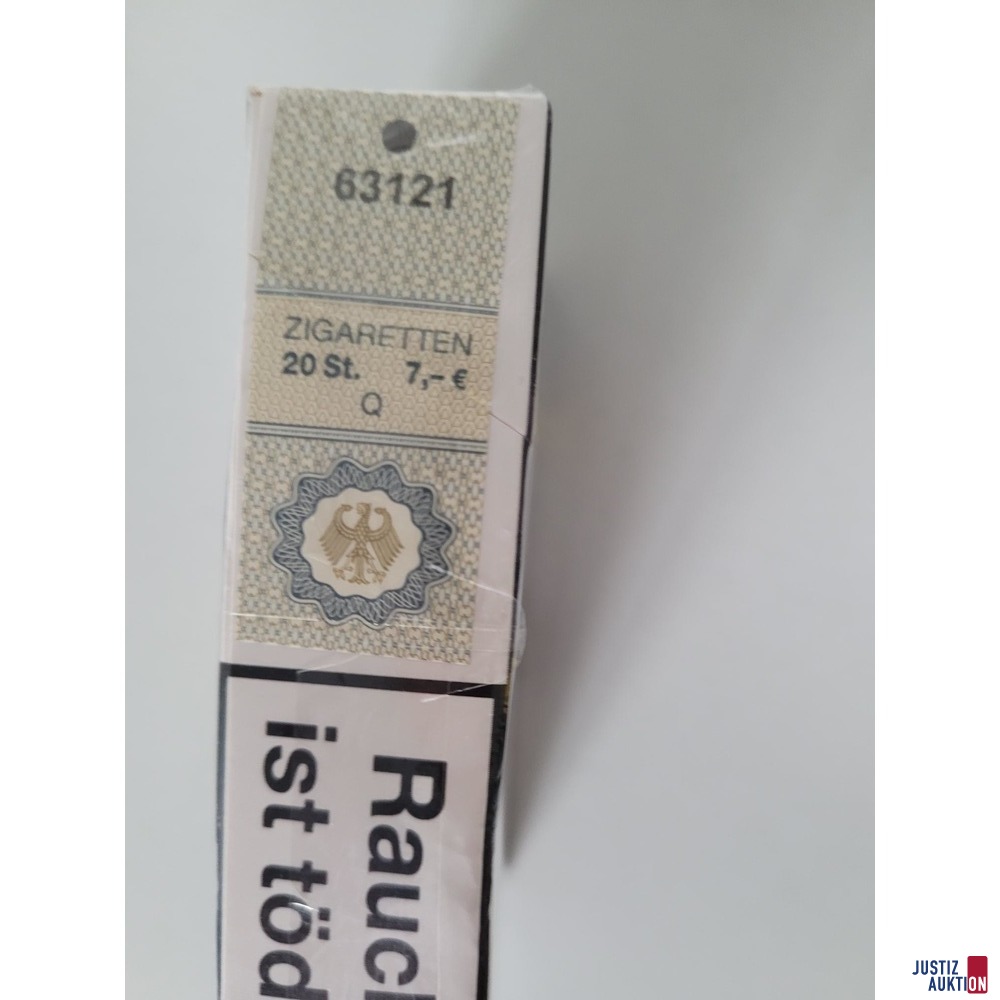 63121
ZIGARETTEN
20 St. 7,– €
Q
Rauc
ist töd
JUSTIZ
AUKTION